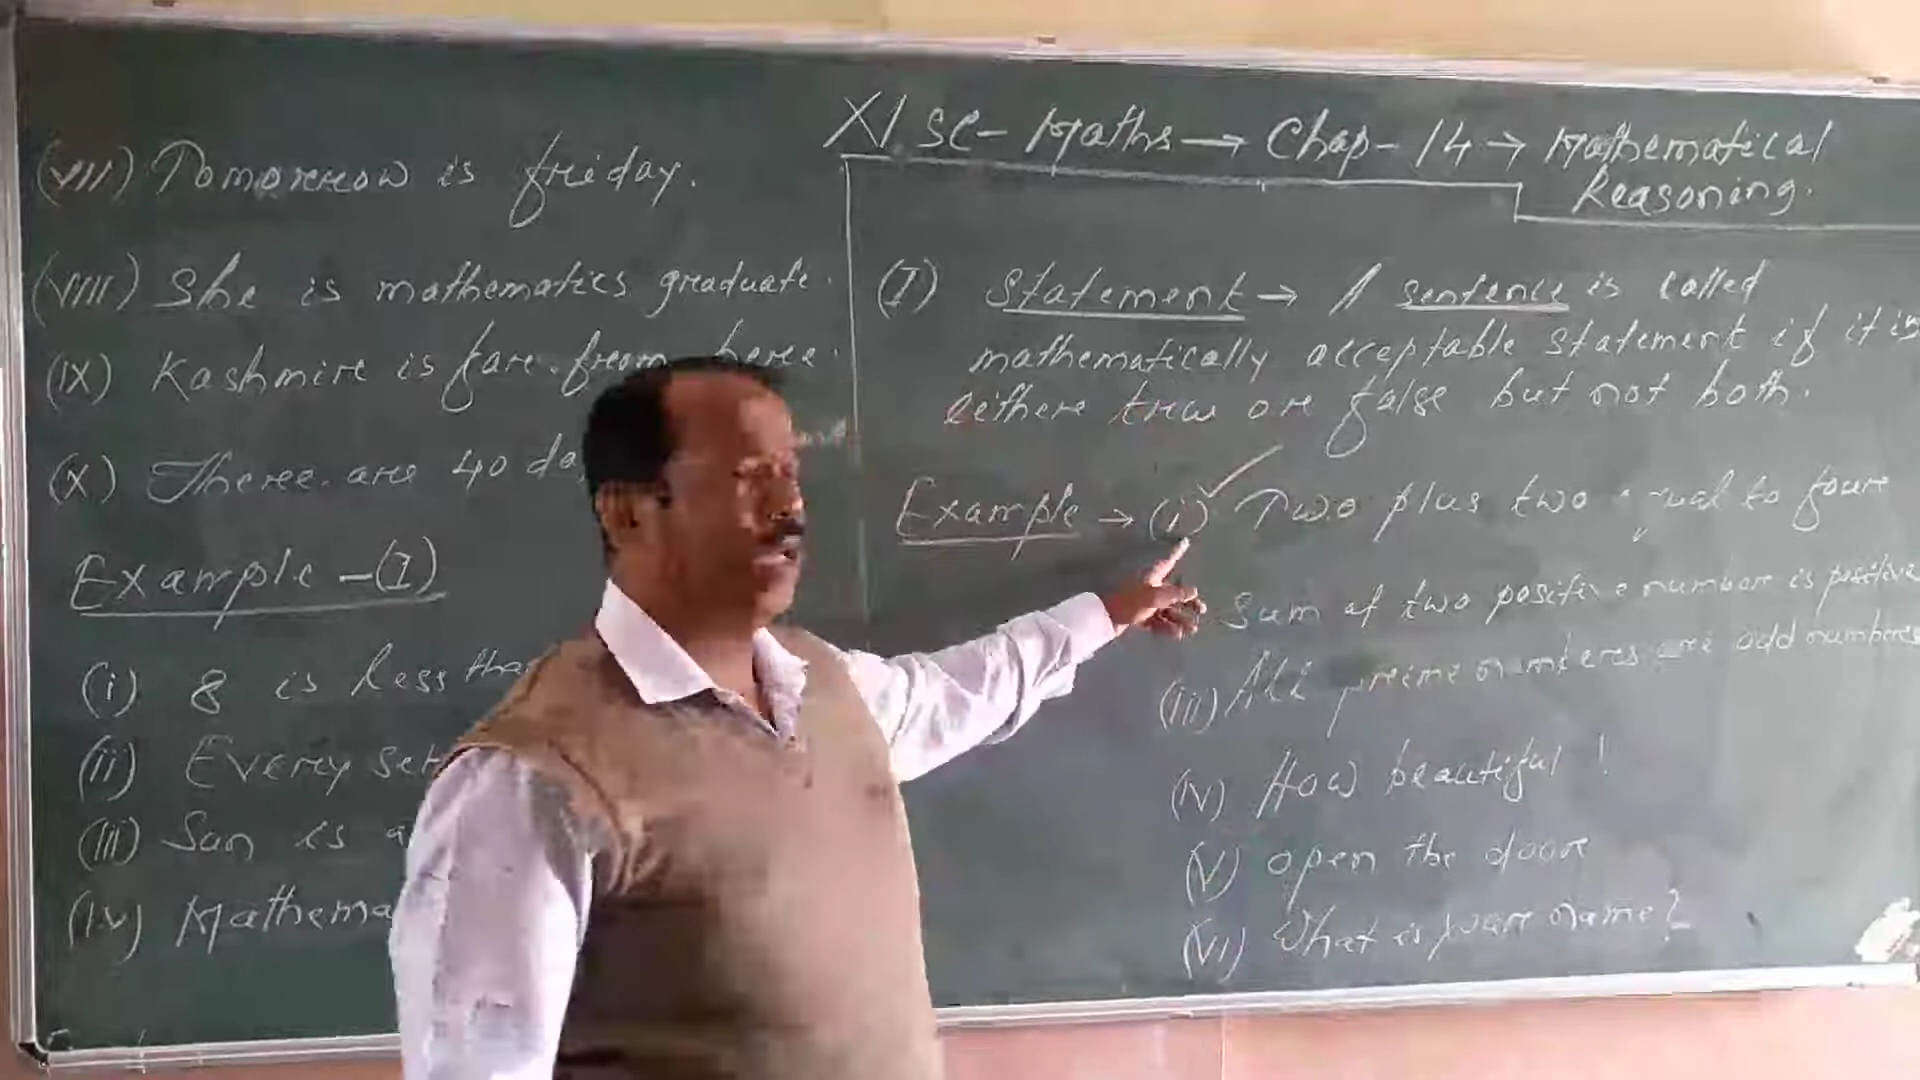 XI SC- Maths → Chap- 14 → Mathematical
Reasoning.
(I) Statement → A sentence is called
mathematically acceptable statement if it is
either true or false but not both.
Example → (i) Two plus two equal to four
Sum of two positive number is positive
(iii) All prime numbers are odd numbers
(iv) How beautiful !
(v) open the door
(vi) What is your name?
(vii) Tomorrow is friday.
(viii) She is mathematics graduate.
(ix) Kashmir is far from here.
(x) There are 40 da
Example -(I)
(i) 8 is less than
(ii) Every set
(iii) Sun is a
(iv) Mathema